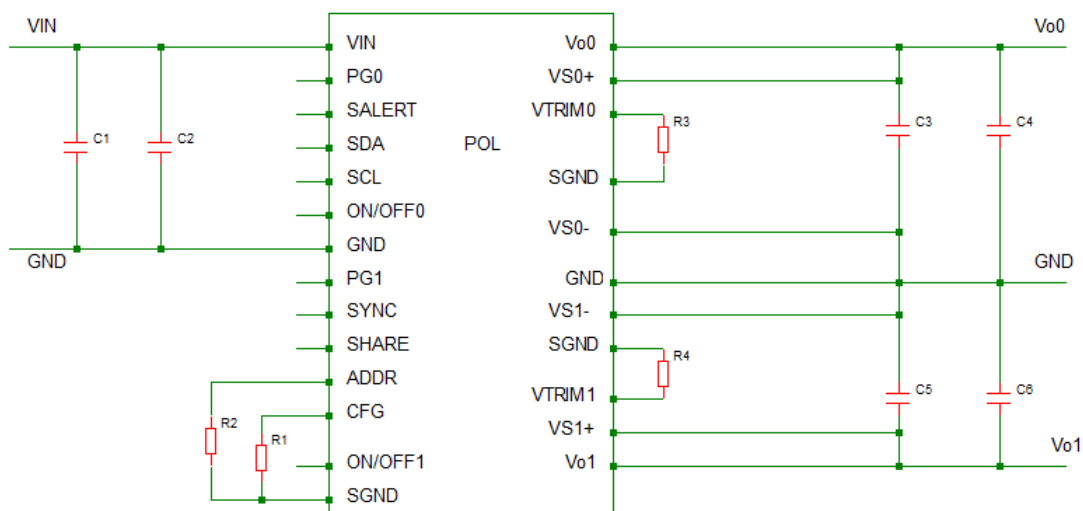 VIN
Vo0
VIN
Vo0
PG0
VS0+
SALERT
VTRIM0
R3
C3
C4
C1
C2
SDA
POL
SCL
SGND
ON/OFF0
VS0-
GND
GND
GND
GND
PG1
SYNC
VS1-
SHARE
SGND
R4
ADDR
VTRIM1
C5
C6
CFG
R2
R1
VS1+
Vo1
ON/OFF1
Vo1
SGND